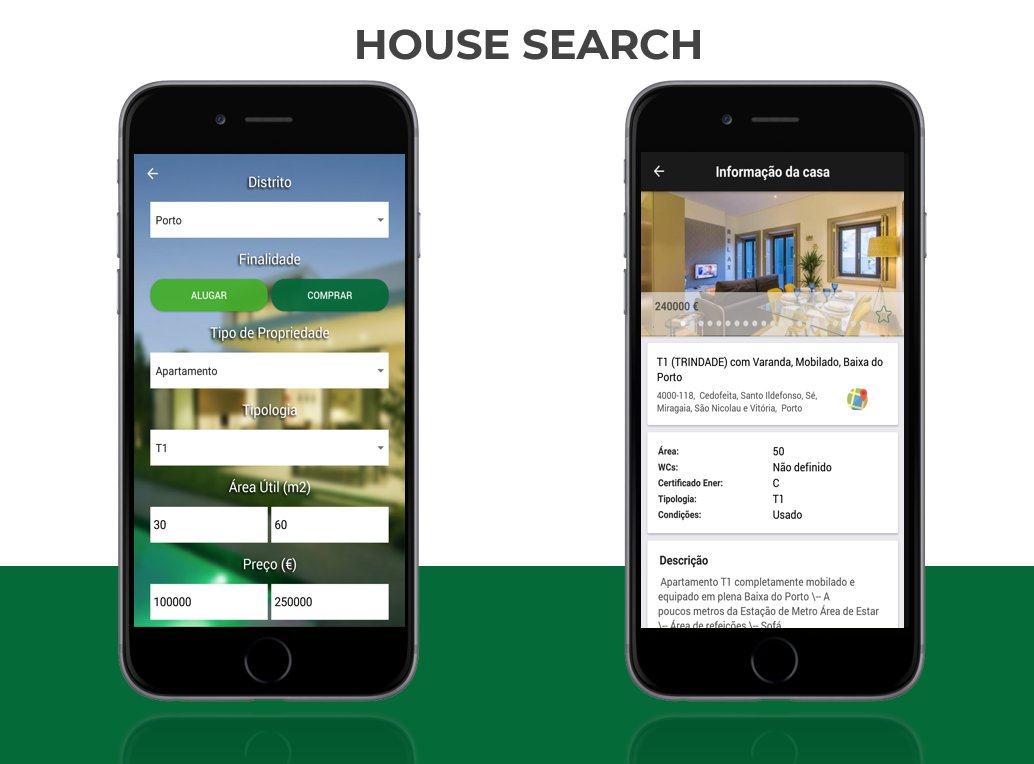 HOUSE SEARCH
Distrito
Porto
Finalidade
ALUGAR COMPRAR
Tipo de Propriedade
Apartamento
Tipologia
T1
Área Útil (m2)
30 60
Preço (€)
100000 250000
Informação da casa
RELAX
240000 €
T1 (TRINDADE) com Varanda, Mobilado, Baixa do
Porto
4000-118, Cedofeita, Santo Ildefonso, Sé,
Miragaia, São Nicolau e Vitória, Porto
Área: 50
WCs: Não definido
Certificado Ener: C
Tipologia: T1
Condições: Usado
Descrição
Apartamento T1 completamente mobilado e
equipado em plena Baixa do Porto \-- A
poucos metros da Estação de Metro Área de Estar
\-- Área de refeições \-- Sofá